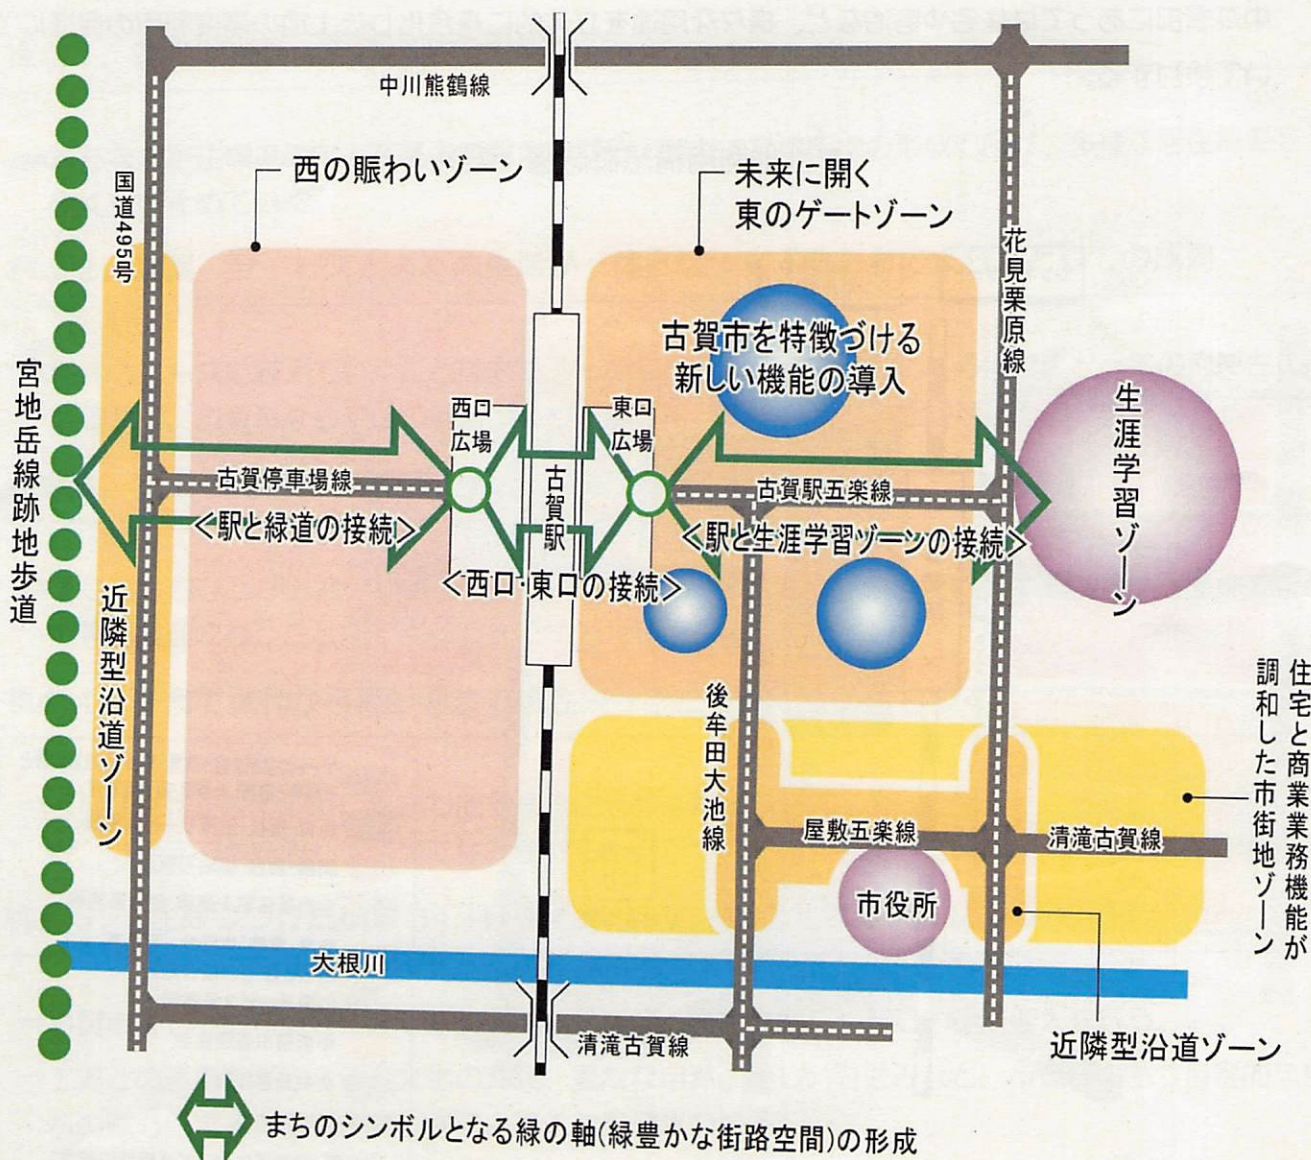 中川熊鶴線
国道495号
西の賑わいゾーン
未来に開く
東のゲートゾーン
花見栗原線
古賀市を特徴づける
新しい機能の導入
宮地岳線跡地歩道
西口
広場
東口
広場
生涯学習ゾーン
古賀停車場線
古賀駅
古賀駅五楽線
<駅と緑道の接続>
<駅と生涯学習ゾーンの接続>
<西口・東口の接続>
近隣型沿道ゾーン
後牟田大池線
住宅と商業業務機能が
調和した市街地ゾーン
屋敷五楽線
清滝古賀線
市役所
大根川
清滝古賀線
近隣型沿道ゾーン
まちのシンボルとなる緑の軸(緑豊かな街路空間)の形成